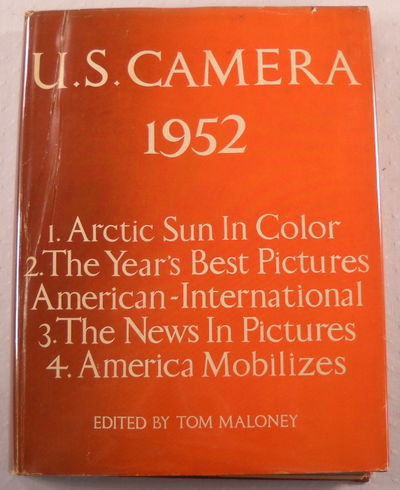 U.S. CAMERA
1952
1. Arctic Sun In Color
2. The Year's Best Pictures
American-International
3. The News In Pictures
4. America Mobilizes
EDITED BY TOM MALONEY